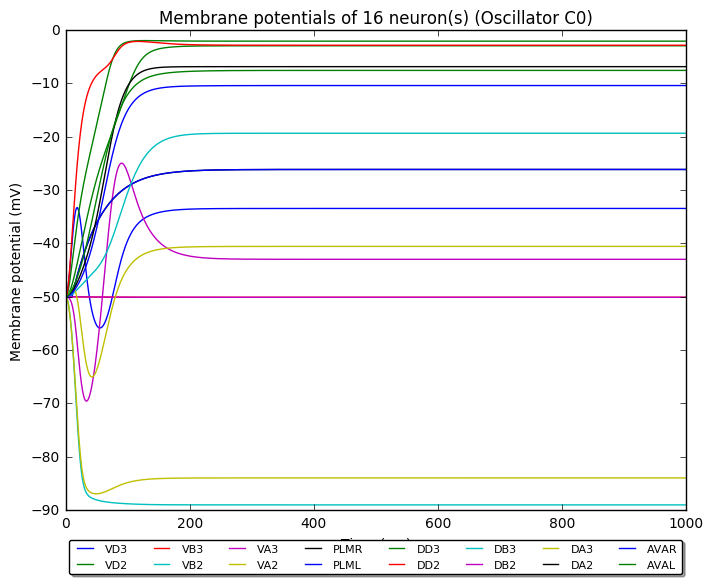 Membrane potentials of 16 neuron(s) (Oscillator C0)
0
−10
−20
−30
−40
−50
−60
−70
−80
−90
Membrane potential (mV)
0 200 400 600 800 1000
VD3 VB3 VA3 PLMR DD3 DB3 DA3 AVAR
VD2 VB2 VA2 PLML DD2 DB2 DA2 AVAL